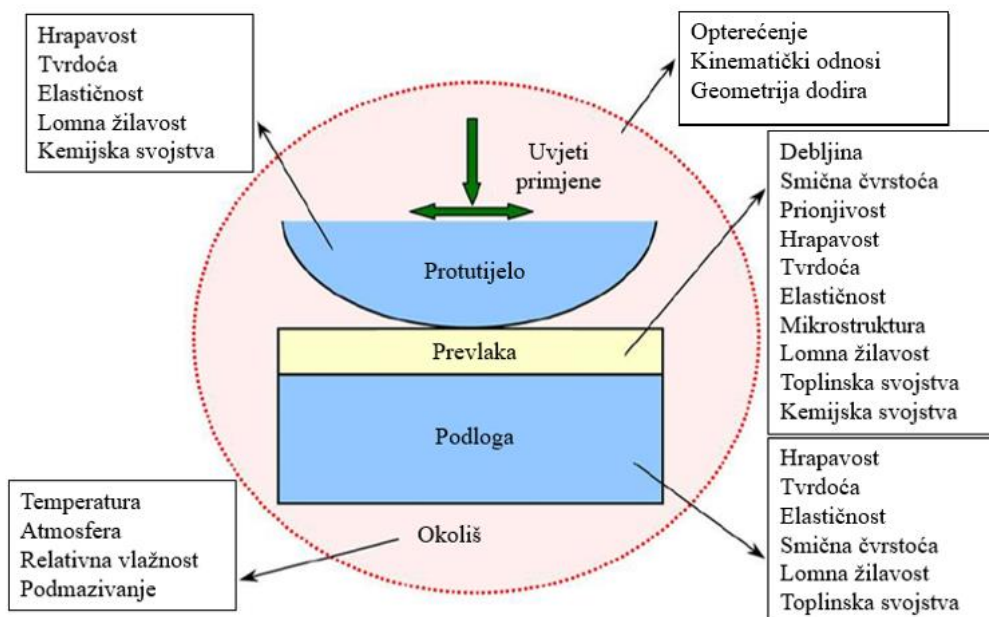 Hrapavost
Tvrdoća
Elastičnost
Lomna žilavost
Kemijska svojstva
Opterećenje
Kinematički odnosi
Geometrija dodira
Uvjeti
primjene
Protutijelo
Prevlaka
Podloga
Okoliš
Debljina
Smična čvrstoća
Prionjivost
Hrapavost
Tvrdoća
Elastičnost
Mikrostruktura
Lomna žilavost
Toplinska svojstva
Kemijska svojstva
Temperatura
Atmosfera
Relativna vlažnost
Podmazivanje
Hrapavost
Tvrdoća
Elastičnost
Smična čvrstoća
Lomna žilavost
Toplinska svojstva